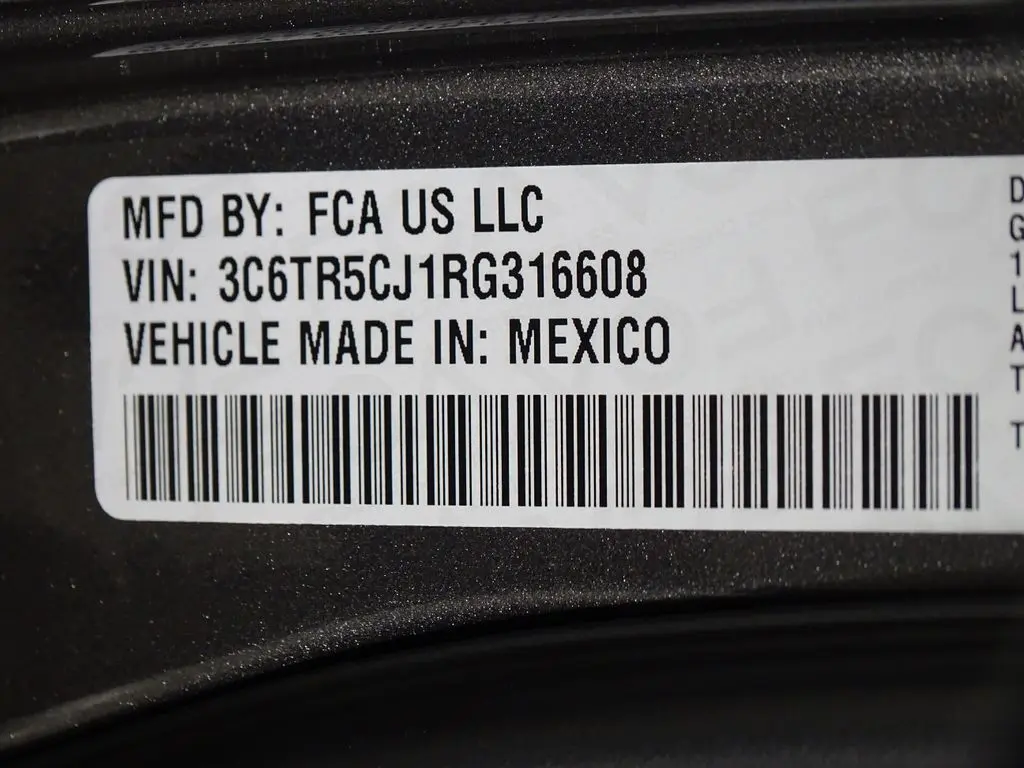 MFD BY: FCA US LLC
VIN: 3C6TR5CJ1RG316608
VEHICLE MADE IN: MEXICO